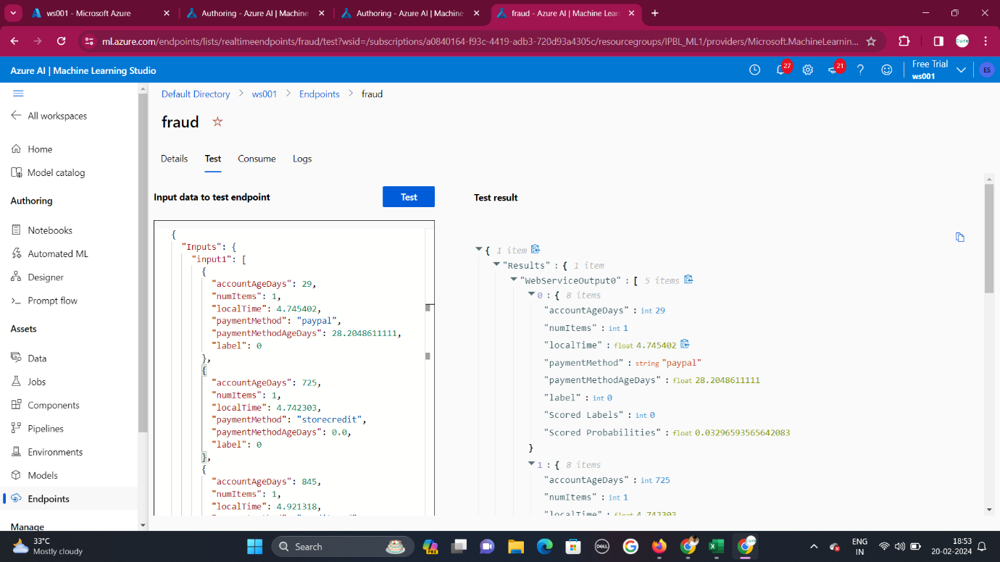 ws001 - Microsoft Azure
Authoring - Azure AI | Machine
Authoring - Azure AI | Machine
fraud - Azure AI | Machine Lear
ml.azure.com/endpoints/lists/realtimeendpoints/fraud/test?wsid=/subscriptions/a0840164-f93c-4419-adb3-720d93a4305c/resourcegroups/IPBL_ML1/providers/Microsoft.MachineLearnin...
Azure AI | Machine Learning Studio
27
21
Free Trial
ws001
ES
All workspaces
Home
Model catalog
Authoring
Notebooks
Automated ML
Designer
Prompt flow
Assets
Data
Jobs
Components
Pipelines
Environments
Models
Endpoints
Manage
Default Directory > ws001 > Endpoints > fraud
fraud
Details Test Consume Logs
Input data to test endpoint
Test
{
"Inputs": {
"input1": [
{
"accountAgeDays": 29,
"numItems": 1,
"localTime": 4.745402,
"paymentMethod": "paypal",
"paymentMethodAgeDays": 28.2048611111,
"label": 0
},
{
"accountAgeDays": 725,
"numItems": 1,
"localTime": 4.742303,
"paymentMethod": "storecredit",
"paymentMethodAgeDays": 0.0,
"label": 0
},
{
"accountAgeDays": 845,
"numItems": 1,
"localTime": 4.921318,
Test result
{ 1 item
"Results" : { 1 item
"WebServiceOutput0" : [ 5 items
0 : { 8 items
"accountAgeDays" : int 29
"numItems" : int 1
"localTime" : float 4.745402
"paymentMethod" : string "paypal"
"paymentMethodAgeDays" : float 28.2048611111
"label" : int 0
"Scored Labels" : int 0
"Scored Probabilities" : float 0.03296593565642083
}
1 : { 8 items
"accountAgeDays" : int 725
"numItems" : int 1
"localTime" : float 4.742303
33°C
Mostly cloudy
Search
PRE
DELL
ENG
IN
18:53
20-02-2024